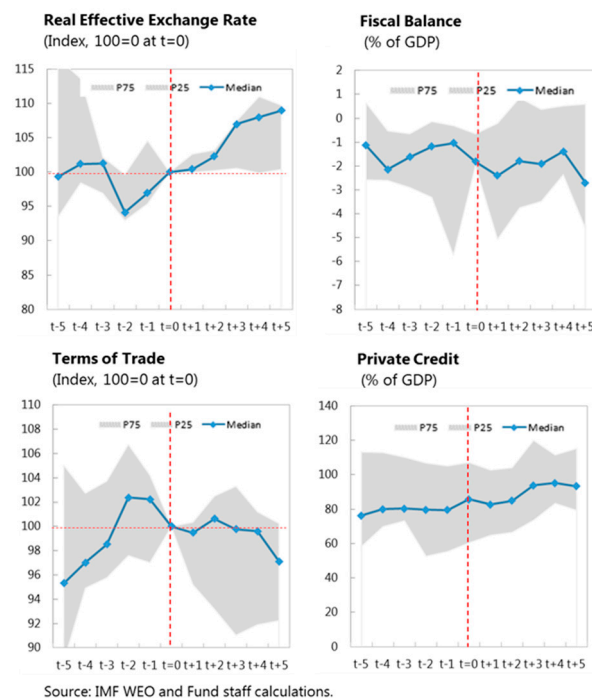 Real Effective Exchange Rate
(Index, 100=0 at t=0)
115
110
105
100
95
90
85
80
P75 P25 Median
t-5 t-4 t-3 t-2 t-1 t=0 t+1 t+2 t+3 t+4 t+5
Fiscal Balance
(% of GDP)
2
1
0
-1
-2
-3
-4
-5
-6
-7
-8
P75 P25 Median
t-5 t-4 t-3 t-2 t-1 t=0 t+1 t+2 t+3 t+4 t+5
Terms of Trade
(Index, 100=0 at t=0)
110
108
106
104
102
100
98
96
94
92
90
P75 P25 Median
t-5 t-4 t-3 t-2 t-1 t=0 t+1 t+2 t+3 t+4 t+5
Private Credit
(% of GDP)
140
120
100
80
60
40
20
0
P75 P25 Median
t-5 t-4 t-3 t-2 t-1 t=0 t+1 t+2 t+3 t+4 t+5
Source: IMF WEO and Fund staff calculations.